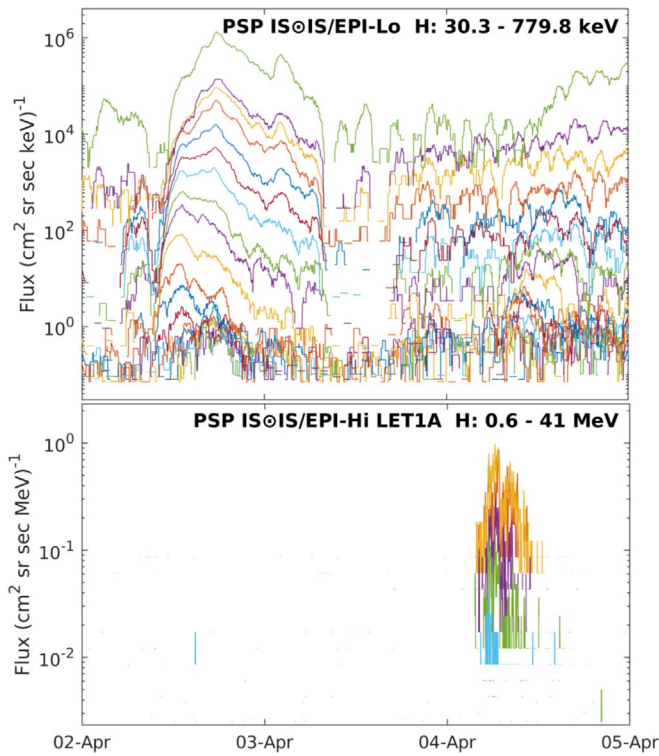 PSP IS⊙IS/EPI-Lo H: 30.3 - 779.8 keV
Flux (cm² sr sec keV)⁻¹
10⁶
10⁴
10²
10⁰
PSP IS⊙IS/EPI-Hi LET1A H: 0.6 - 41 MeV
Flux (cm² sr sec MeV)⁻¹
10⁰
10⁻¹
10⁻²
02-Apr 03-Apr 04-Apr 05-Apr